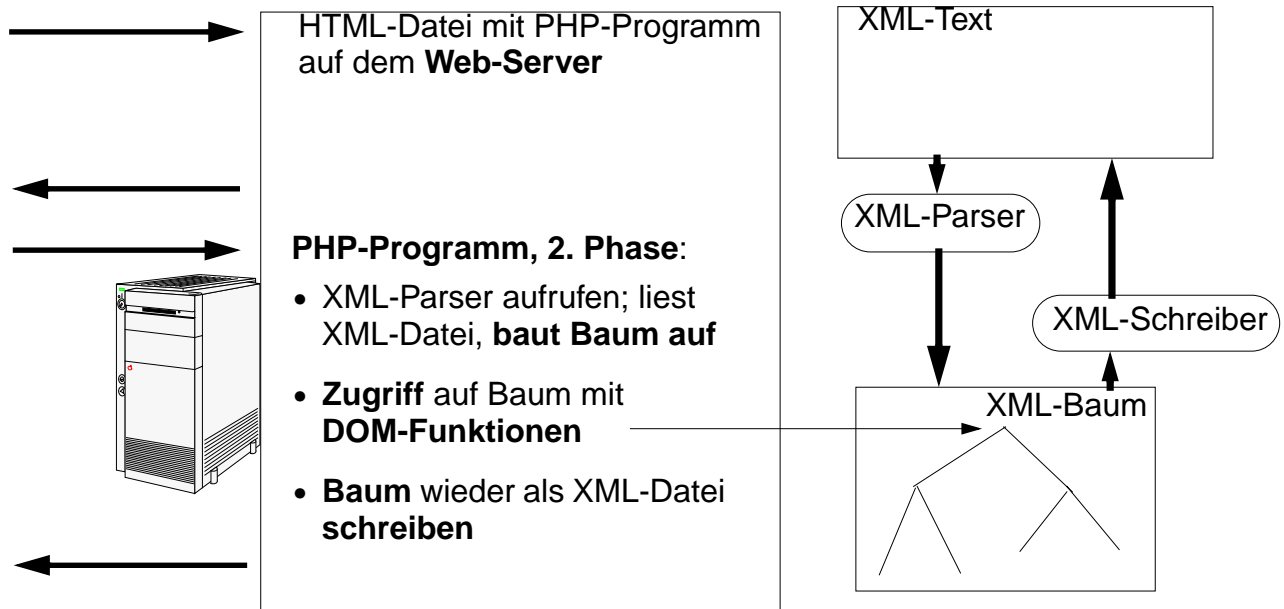 HTML-Datei mit PHP-Programm
auf dem Web-Server
PHP-Programm, 2. Phase:
• XML-Parser aufrufen; liest
XML-Datei, baut Baum auf
• Zugriff auf Baum mit
DOM-Funktionen
• Baum wieder als XML-Datei
schreiben
XML-Text
XML-Parser
XML-Schreiber
XML-Baum